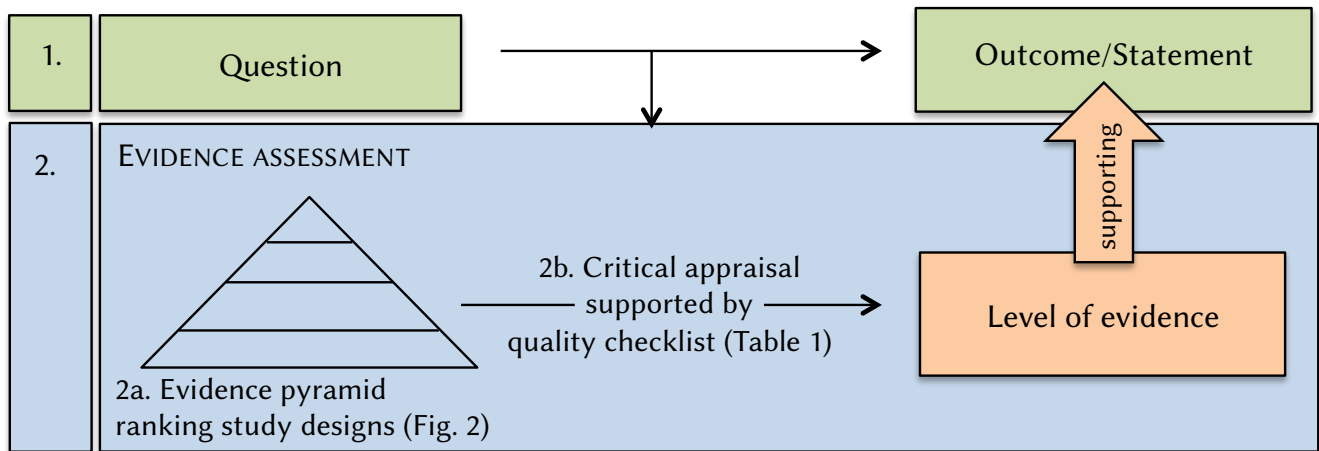 1.
Question
Outcome/Statement
2.
EVIDENCE ASSESSMENT
2a. Evidence pyramid
ranking study designs (Fig. 2)
2b. Critical appraisal
supported by
quality checklist (Table 1)
Level of evidence
supporting